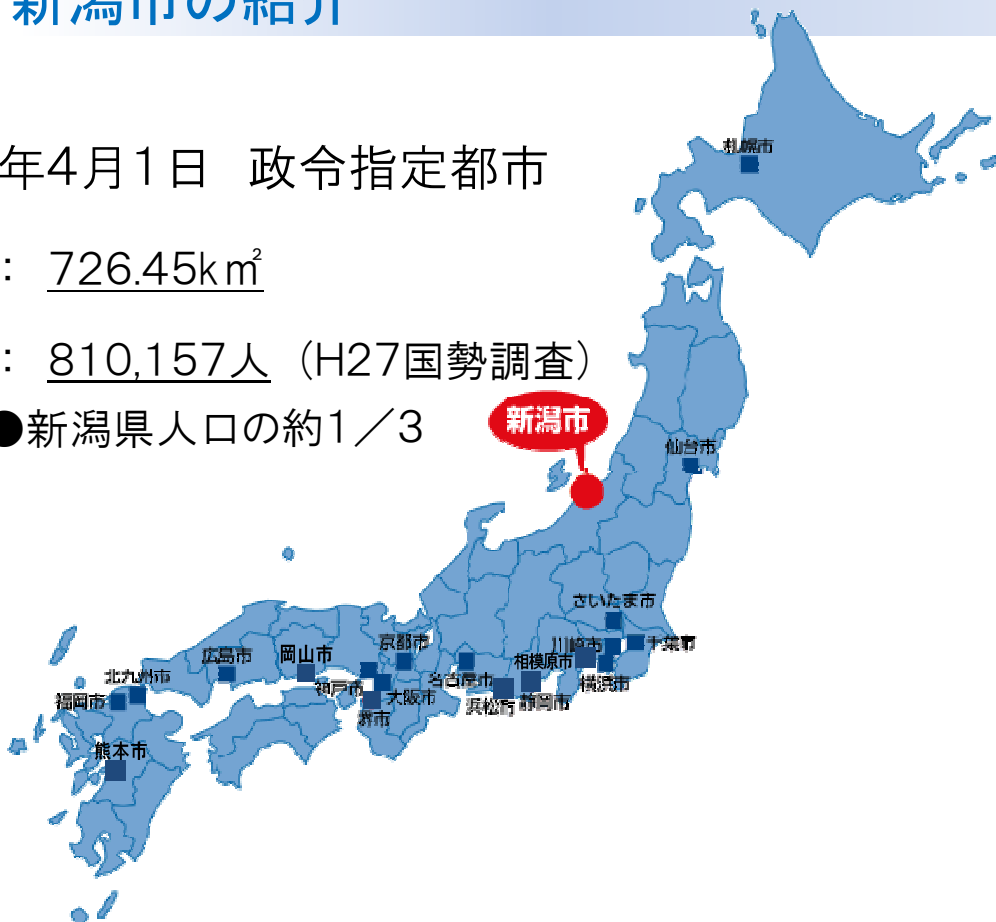 新潟市の紹介
年4月1日 政令指定都市
： 726.45k㎡
： 810,157人（H27国勢調査）
●新潟県人口の約1／3
新潟市
札幌市
仙台市
さいたま市
川崎市
千葉市
相模原市
横浜市
京都市
名古屋市
浜松市
静岡市
広島市
岡山市
神戸市
大阪市
堺市
北九州市
福岡市
熊本市